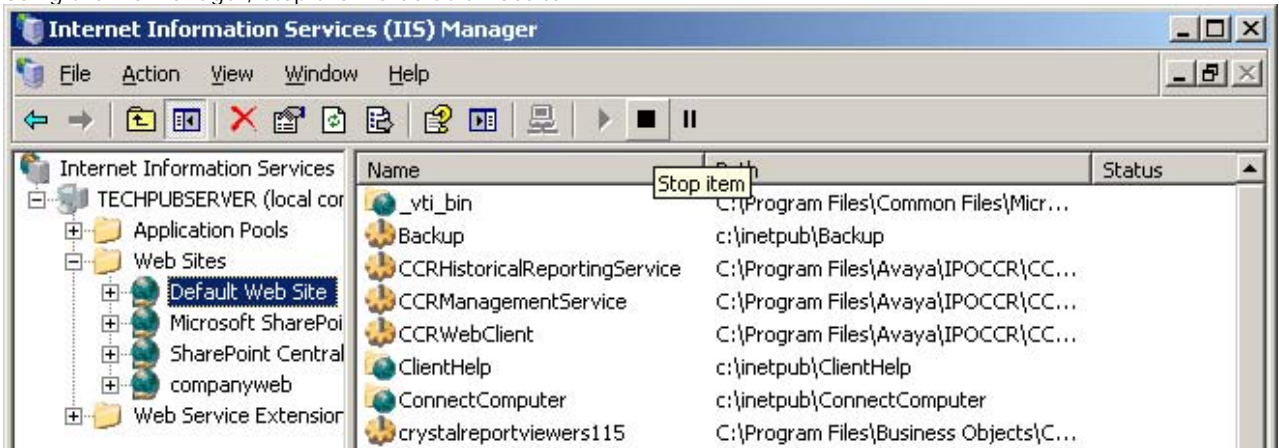 Internet Information Services (IIS) Manager
File Action View Window Help
Internet Information Services
TECHPUBSERVER (local cor
Application Pools
Web Sites
Default Web Site
Microsoft SharePoi
SharePoint Central
companyweb
Web Service Extension
Name Status
Stop item
_vti_bin C:\Program Files\Common Files\Micr...
Backup c:\inetpub\Backup
CCRHistoricalReportingService C:\Program Files\Avaya\IPOCCR\CC...
CCRManagementService C:\Program Files\Avaya\IPOCCR\CC...
CCRWebClient C:\Program Files\Avaya\IPOCCR\CC...
ClientHelp c:\inetpub\ClientHelp
ConnectComputer c:\inetpub\ConnectComputer
crystalreportviewers115 C:\Program Files\Business Objects\C...